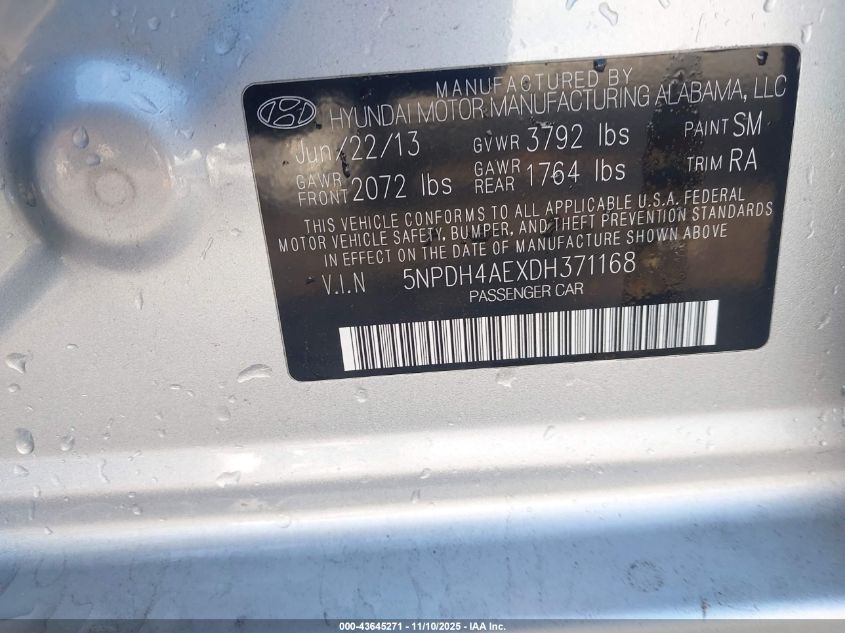 MANUFACTURED BY
HYUNDAI MOTOR MANUFACTURING ALABAMA, LLC
Jun/22/13 GVWR 3792 lbs PAINT SM
GAWR FRONT 2072 lbs GAWR REAR 1764 lbs TRIM RA
THIS VEHICLE CONFORMS TO ALL APPLICABLE U.S.A. FEDERAL
MOTOR VEHICLE SAFETY, BUMPER, AND THEFT PREVENTION STANDARDS
IN EFFECT ON THE DATE OF MANUFACTURE SHOWN ABOVE
V.I.N 5NPDH4AEXDH371168
PASSENGER CAR
000-43645271 - 11/10/2025 - IAA Inc.